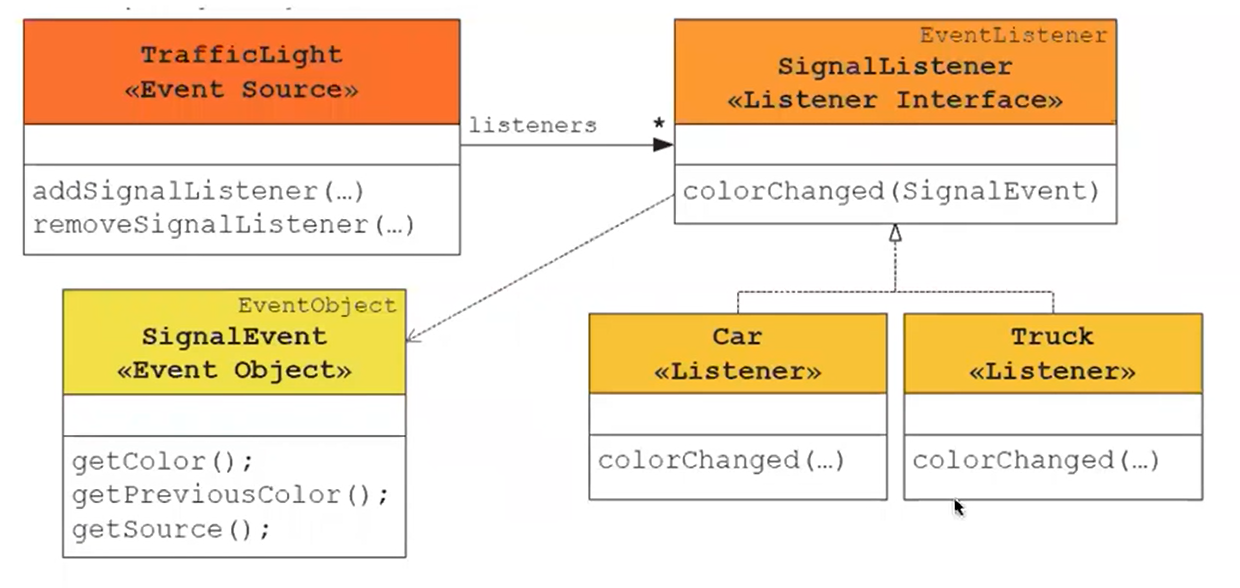 TrafficLight
«Event Source»
addSignalListener(…)
removeSignalListener(…)
listeners
*
EventListener
SignalListener
«Listener Interface»
colorChanged(SignalEvent)
EventObject
SignalEvent
«Event Object»
getColor();
getPreviousColor();
getSource();
Car
«Listener»
colorChanged(…)
Truck
«Listener»
colorChanged(…)